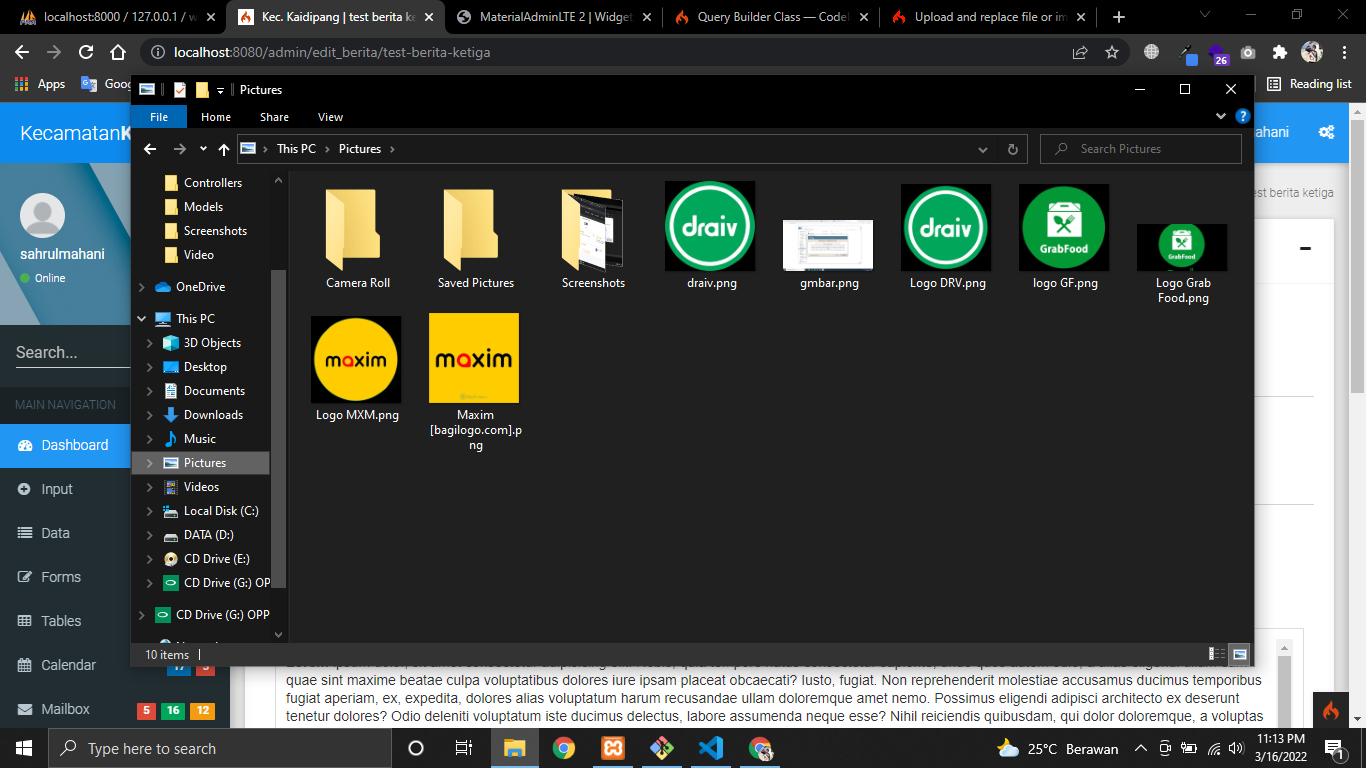 localhost:8000 / 127.0.0.1 / w
Kec. Kaidipang | test berita ke
MaterialAdminLTE 2 | Widget
Query Builder Class — CodeI
Upload and replace file or im
localhost:8080/admin/edit_berita/test-berita-ketiga
26
Apps
Goog
Reading list
Pictures
File
Home
Share
View
This PC
Pictures
Search Pictures
KecamatanK
ahani
est berita ketiga
sahrulmahani
Online
Search...
MAIN NAVIGATION
Dashboard
Input
Data
Forms
Tables
Calendar
17
Mailbox
5
16
12
Controllers
Models
Screenshots
Video
OneDrive
This PC
3D Objects
Desktop
Documents
Downloads
Music
Pictures
Videos
Local Disk (C:)
DATA (D:)
CD Drive (E:)
CD Drive (G:) OP
CD Drive (G:) OPP
draiv
draiv
GrabFood
GrabFood
Camera Roll
Saved Pictures
Screenshots
draiv.png
gmbar.png
Logo DRV.png
logo GF.png
Logo Grab
Food.png
maxim
maxim
Logo MXM.png
Maxim
[bagilogo.com].p
ng
10 items
quae sint maxime beatae culpa voluptatibus dolores iure ipsam placeat obcaecati? Iusto, fugiat. Non reprehenderit molestiae accusamus ducimus temporibus
fugiat aperiam, ex, expedita, dolores alias voluptatum harum recusandae ullam doloremque amet nemo. Possimus eligendi adipisci architecto ex deserunt
tenetur dolores? Odio deleniti voluptatum iste ducimus delectus, labore assumenda neque esse? Nihil reiciendis quibusdam, qui dolor doloremque, a voluptas
Type here to search
25°C Berawan
11:13 PM
3/16/2022
1